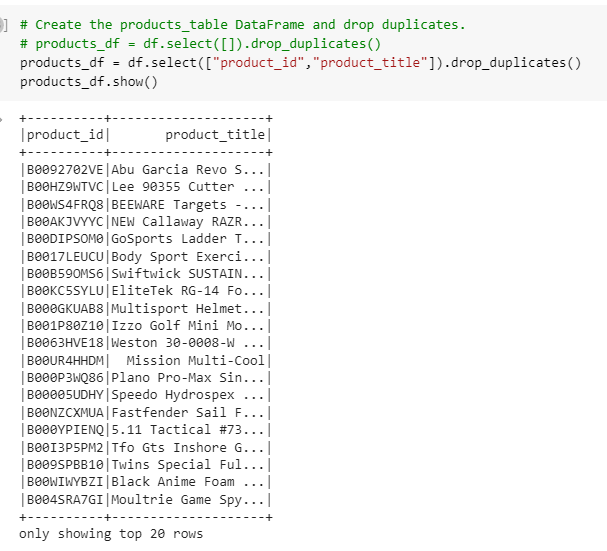 ] # Create the products_table DataFrame and drop duplicates.
# products_df = df.select([]).drop_duplicates()
products_df = df.select(["product_id","product_title"]).drop_duplicates()
products_df.show()
+----------+--------------------+
|product_id|       product_title|
+----------+--------------------+
|B0092702VE|Abu Garcia Revo S...|
|B00HZ9WTVC|Lee 90355 Cutter ...|
|B00WS4FRQ8|BEEWARE Targets -...|
|B00AKJVYYC|NEW Callaway RAZR...|
|B00DIPSOM0|GoSports Ladder T...|
|B0017LEUCU|Body Sport Exerci...|
|B00B59OMS6|Swiftwick SUSTAIN...|
|B00KC5SYLU|EliteTek RG-14 Fo...|
|B000GKUAB8|Multisport Helmet...|
|B001P80Z10|Izzo Golf Mini Mo...|
|B0063HVE18|Weston 30-0008-W ...|
|B00UR4HHDM|  Mission Multi-Cool|
|B000P3WQ86|Plano Pro-Max Sin...|
|B00005UDHY|Speedo Hydrospex ...|
|B00NZCXMUA|Fastfender Sail F...|
|B000YPIENQ|5.11 Tactical #73...|
|B00I3P5PM2|Tfo Gts Inshore G...|
|B009SPBB10|Twins Special Ful...|
|B00WIWYBZI|Black Anime Foam ...|
|B004SRA7GI|Moultrie Game Spy...|
+----------+--------------------+
only showing top 20 rows